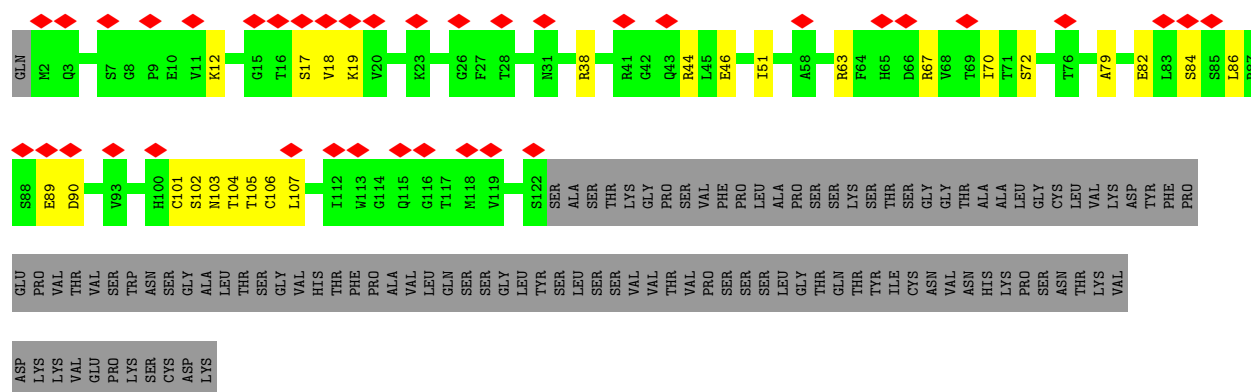 GLN M2 Q3 S7 G8 P9 E10 V11 K12 G15 T16 S17 V18 K19 V20 K23 G26 F27 T28 N31 R38 R41 G42 Q43 R44 L45 E46 I51 A58 R63 F64 H65 D66 R67 V68 T69 I70 T71 S72 T76 A79 E82 L83 S84 S85 L86
S88 E89 D90 V93 H100 C101 S102 N103 T104 T105 C106 L107 I112 W113 G114 Q115 G116 T117 M118 V119 S122 SER ALA SER THR LYS GLY PRO SER VAL PHE PRO LEU ALA PRO SER SER LYS SER THR SER GLY GLY THR ALA ALA LEU GLY CYS LEU VAL LYS ASP TYR PHE PRO
GLU PRO VAL THR VAL SER TRP ASN SER GLY ALA LEU THR SER GLY VAL HIS THR PHE PRO ALA VAL LEU GLN SER SER GLY LEU TYR SER LEU SER SER VAL VAL THR VAL PRO SER SER SER LEU GLY THR GLN THR TYR ILE CYS ASN VAL ASN HIS LYS PRO SER ASN THR LYS VAL
ASP LYS LYS VAL GLU PRO LYS SER CYS ASP LYS